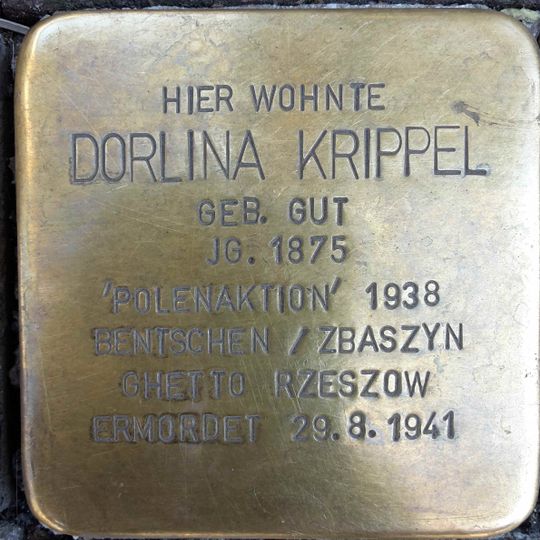 HIER WOHNTE
DORLINA KRIPPEL
GEB. GUT
JG. 1875
'POLENAKTION' 1938
BENTSCHEN / ZBASZYN
GHETTO RZESZOW
ERMORDET 29.8.1941